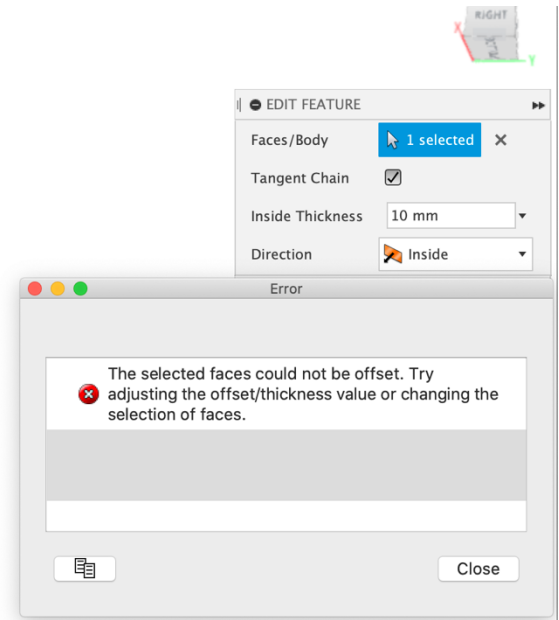 RIGHT
X
Y
EDIT FEATURE
Faces/Body 1 selected
Tangent Chain
Inside Thickness 10 mm
Direction Inside
Error
The selected faces could not be offset. Try
adjusting the offset/thickness value or changing the
selection of faces.
Close